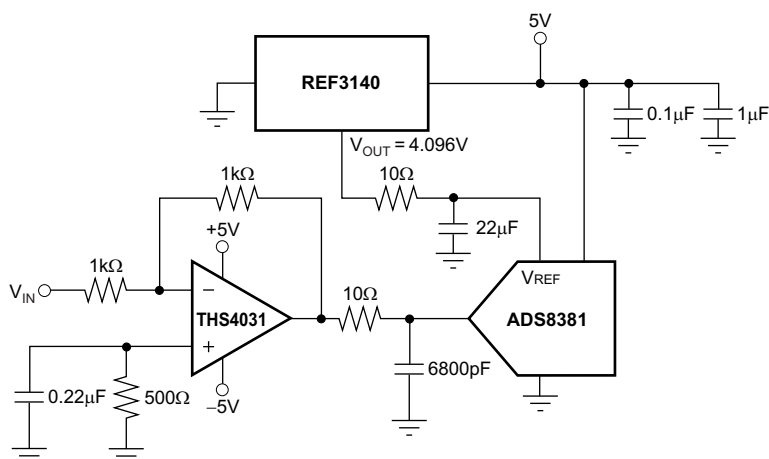 5V
REF3140
0.1µF
1µF
V_OUT = 4.096V
1kΩ
10Ω
22µF
+5V
1kΩ
V_IN
−
THS4031
+
10Ω
V_REF
ADS8381
6800pF
0.22µF
500Ω
−5V